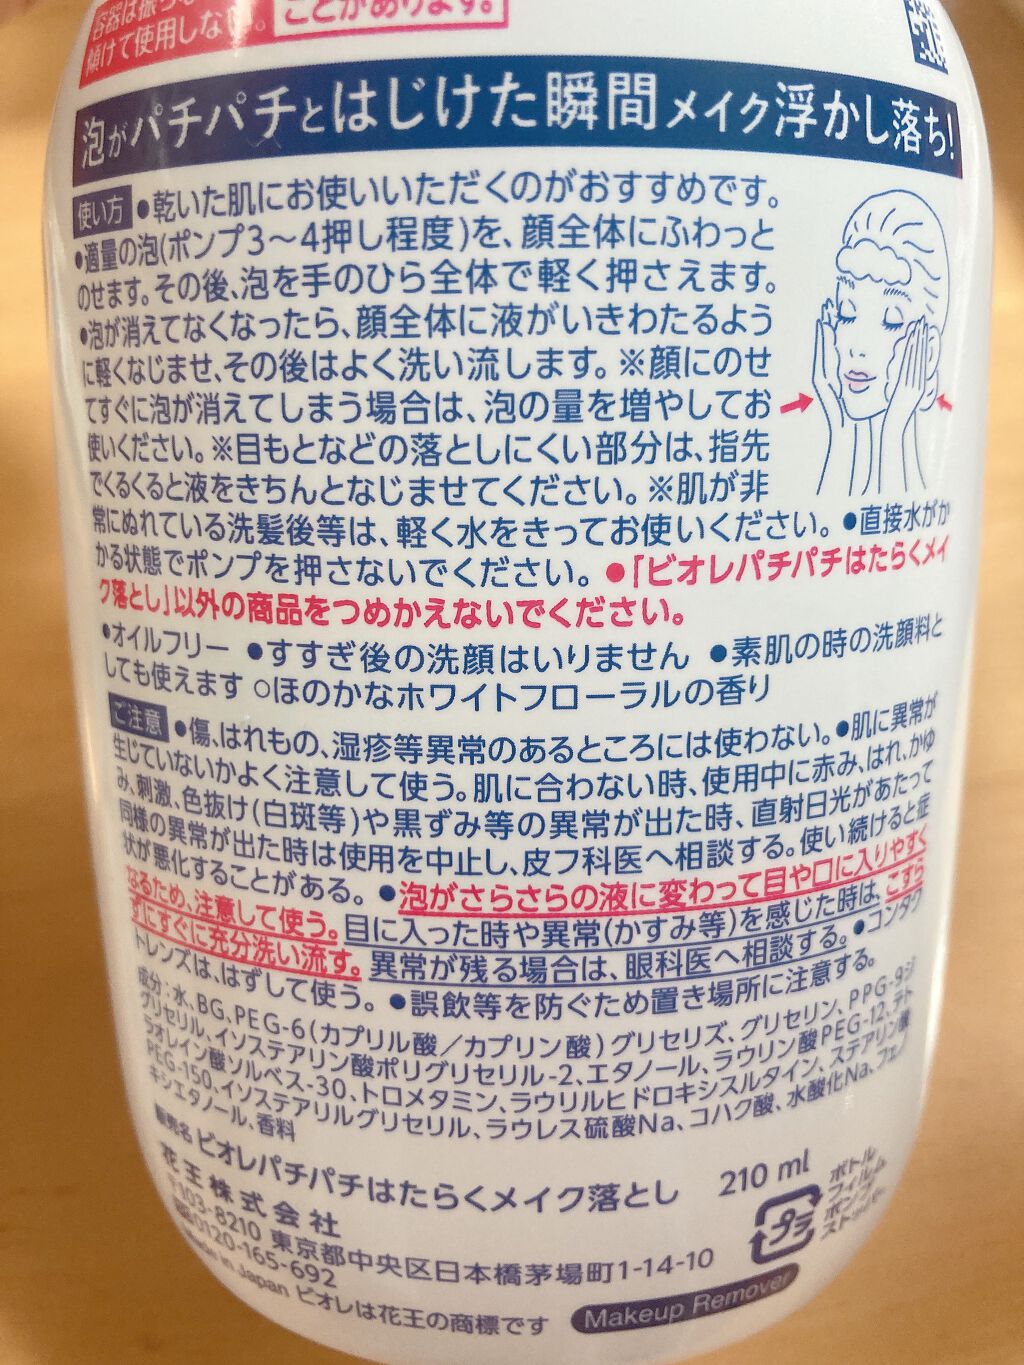 容器は振らな
傾けて使用しない。
ことがあります。
泡がパチパチとはじけた瞬間メイク浮かし落ち!
使い方 ●乾いた肌にお使いいただくのがおすすめです。
●適量の泡(ポンプ3〜4押し程度)を、顔全体にふわっと
のせます。その後、泡を手のひら全体で軽く押さえます。
●泡が消えてなくなったら、顔全体に液がいきわたるよう
に軽くなじませ、その後はよく洗い流します。※顔にのせ
てすぐに泡が消えてしまう場合は、泡の量を増やしてお
使いください。※目もとなどの落としにくい部分は、指先
でくるくると液をきちんとなじませてください。※肌が非
常にぬれている洗髪後等は、軽く水をきってお使いください。●直接水がか
かる状態でポンプを押さないでください。●「ビオレパチパチはたらくメイ
ク落とし」以外の商品をつめかえないでください。
●オイルフリー ●すすぎ後の洗顔はいりません ●素肌の時の洗顔料と
しても使えます ○ほのかなホワイトフローラルの香り
ご注意 ●傷、はれもの、湿疹等異常のあるところには使わない。●肌に異常が
生じていないかよく注意して使う。肌に合わない時、使用中に赤み、はれ、かゆ
み、刺激、色抜け(白斑等)や黒ずみ等の異常が出た時、直射日光があたって
同様の異常が出た時は使用を中止し、皮フ科医へ相談する。使い続けると症
状が悪化することがある。●泡がさらさらの液に変わって目や口に入りやすく
なるため、注意して使う。目に入った時や異常(かすみ等)を感じた時は、こすら
ずにすぐに充分洗い流す。異常が残る場合は、眼科医へ相談する。●コンタク
トレンズは、はずして使う。●誤飲等を防ぐため置き場所に注意する。
成分:水、BG、PEG-6(カプリル酸/カプリン酸)グリセリズ、グリセリン、PPG-9ジ
グリセリル、イソステアリン酸ポリグリセリル-2、エタノール、ラウリン酸PEG-12、テト
ラオレイン酸ソルベス-30、トロメタミン、ラウリルヒドロキシスルタイン、ステアリン酸
PEG-150、イソステアリルグリセリル、ラウレス硫酸Na、コハク酸、水酸化Na、フェノ
キシエタノール、香料
販売名 ビオレパチパチはたらくメイク落とし 210 ml
花王株式会社
〒103-8210 東京都中央区日本橋茅場町1-14-10
0120-165-692
Made in Japan ビオレは花王の商標です
プラ
ボトル
フィルム
ポンプ
ストッパー
Makeup Remover